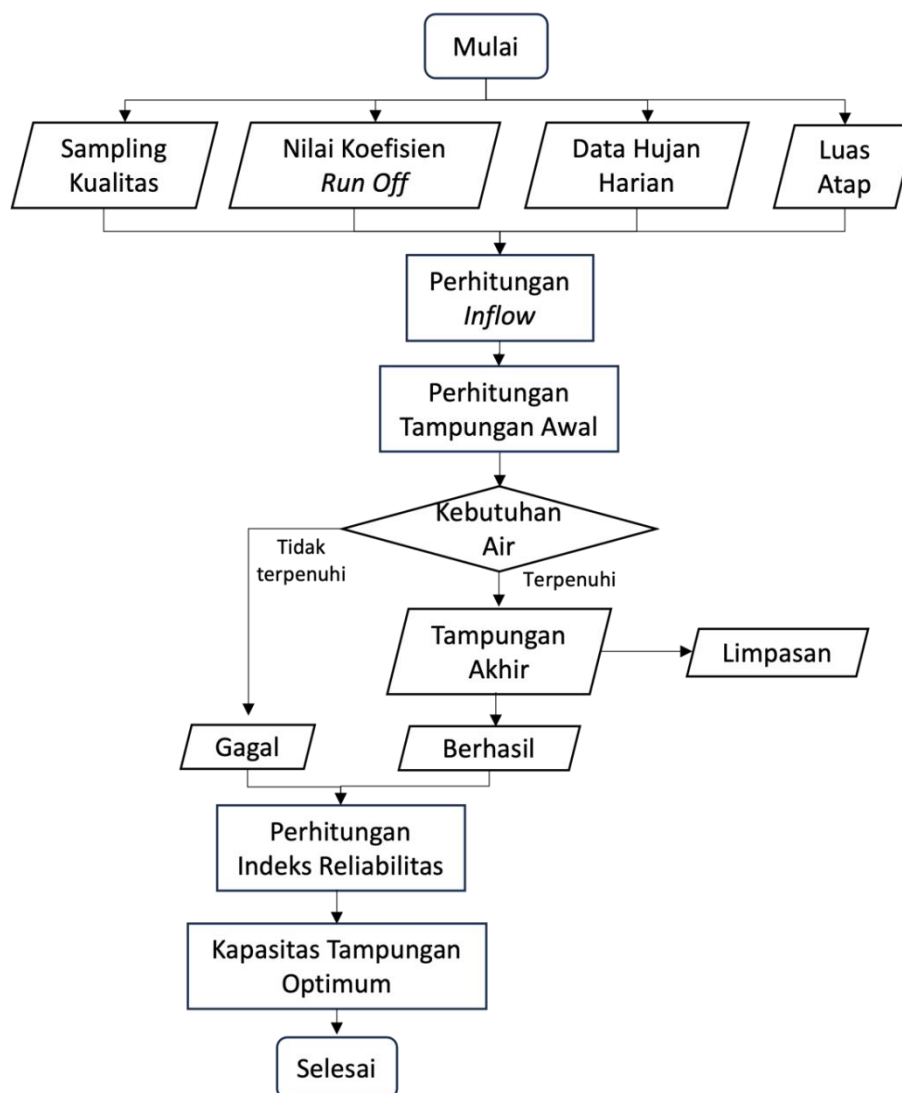 Mulai
Sampling
Kualitas
Nilai Koefisien
Run Off
Data Hujan
Harian
Luas
Atap
Perhitungan
Inflow
Perhitungan
Tampungan Awal
Kebutuhan
Air
Tidak
terpenuhi
Terpenuhi
Tampungan
Akhir
Limpasan
Gagal
Berhasil
Perhitungan
Indeks Reliabilitas
Kapasitas Tampungan
Optimum
Selesai